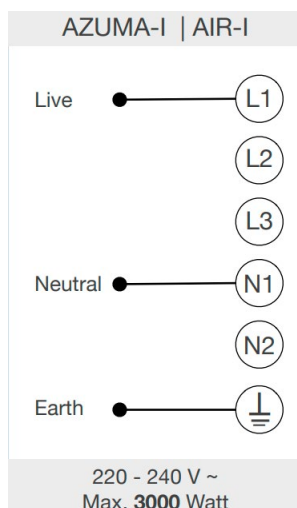 AZUMA-I | AIR-I
Live L1
L2
L3
Neutral N1
N2
Earth
220 - 240 V ~
Max. 3000 Watt